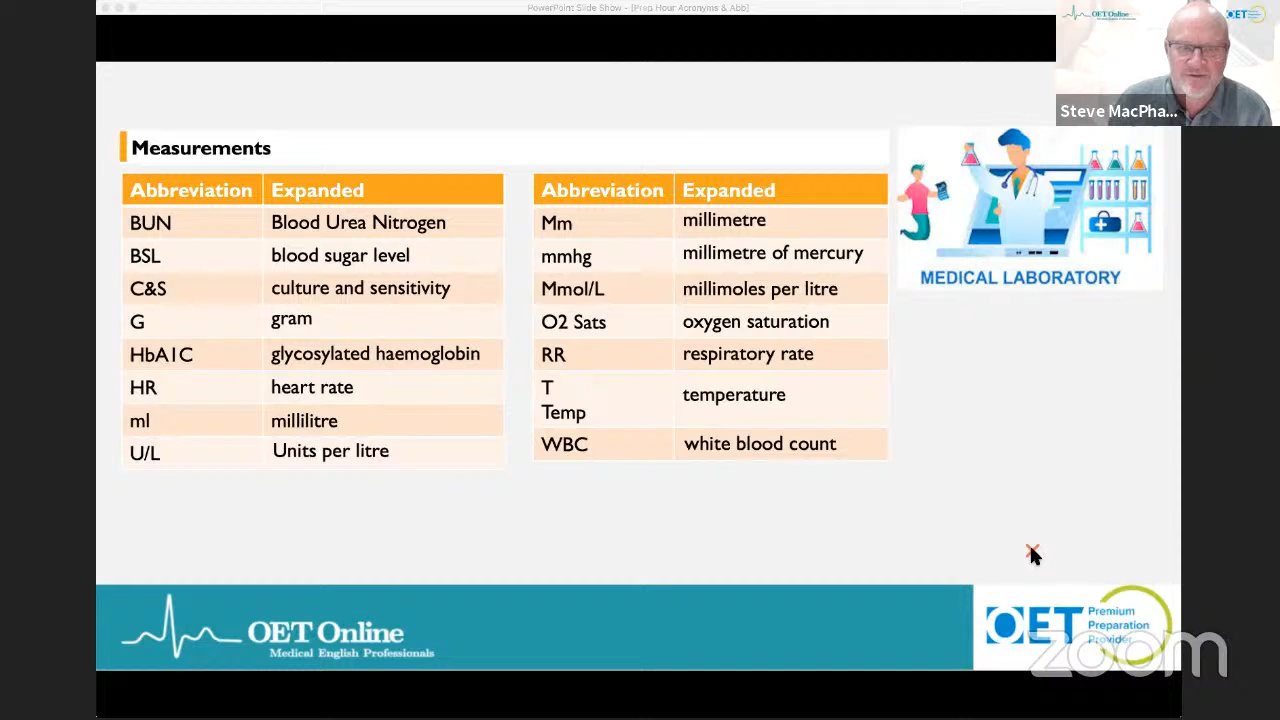 PowerPoint Slide Show - [Prep Hour Acronyms & Abb]
OET Online
OET
Steve MacPha...
Measurements
Abbreviation Expanded
BUN Blood Urea Nitrogen
BSL blood sugar level
C&S culture and sensitivity
G gram
HbA1C glycosylated haemoglobin
HR heart rate
ml millilitre
U/L Units per litre
Abbreviation Expanded
Mm millimetre
mmhg millimetre of mercury
Mmol/L millimoles per litre
O2 Sats oxygen saturation
RR respiratory rate
T
Temp temperature
WBC white blood count
MEDICAL LABORATORY
OET Online
Medical English Professionals
OET
Premium
Preparation
Provider
zoom